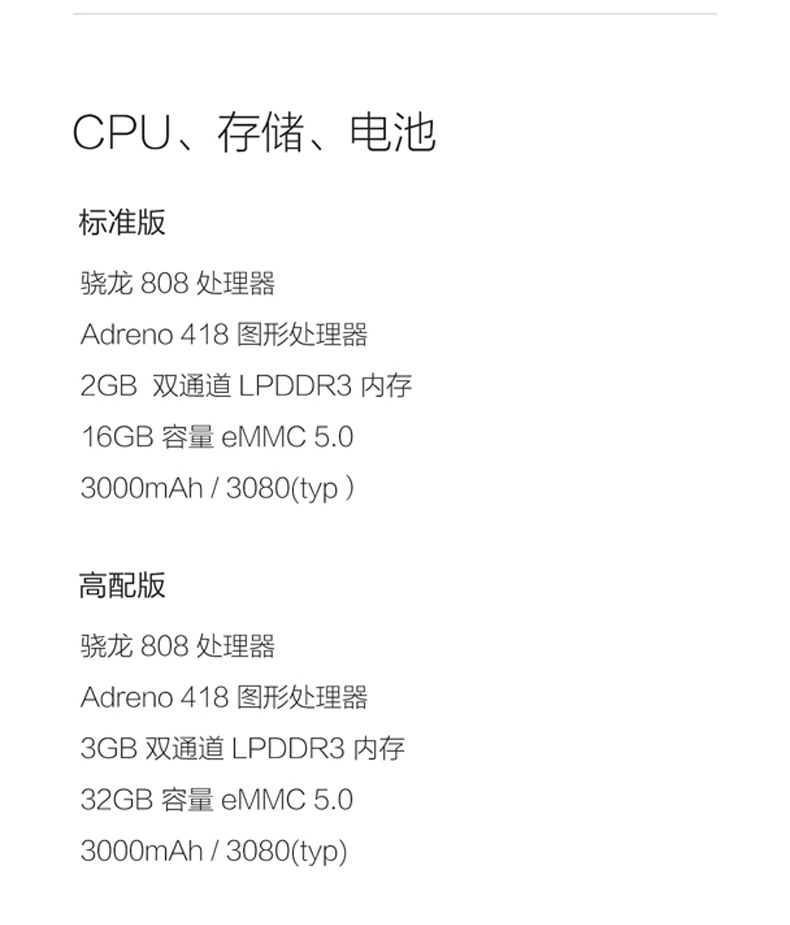 CPU、存储、电池
标准版
骁龙 808 处理器
Adreno 418 图形处理器
2GB 双通道 LPDDR3 内存
16GB 容量 eMMC 5.0
3000mAh / 3080(typ )
高配版
骁龙 808 处理器
Adreno 418 图形处理器
3GB 双通道 LPDDR3 内存
32GB 容量 eMMC 5.0
3000mAh / 3080(typ)